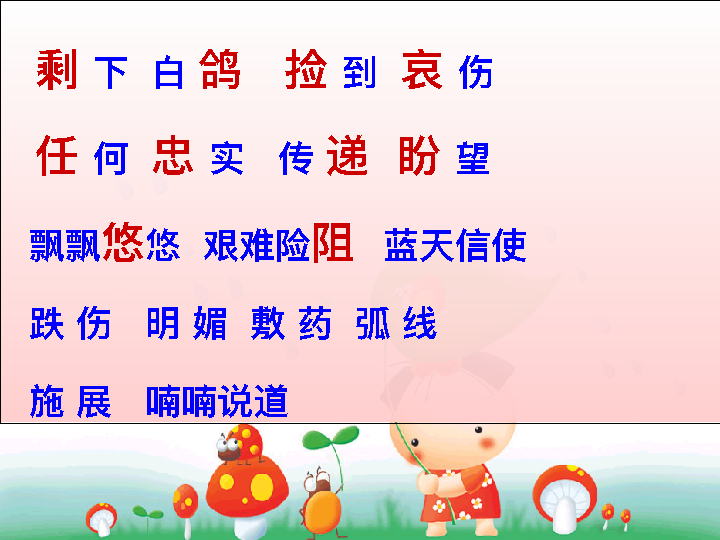 剩下 白鸽 捡到 哀伤
任何 忠实 传递 盼望
飘飘悠悠 艰难险阻 蓝天信使
跌伤 明媚 敷药 弧线
施展 喃喃说道